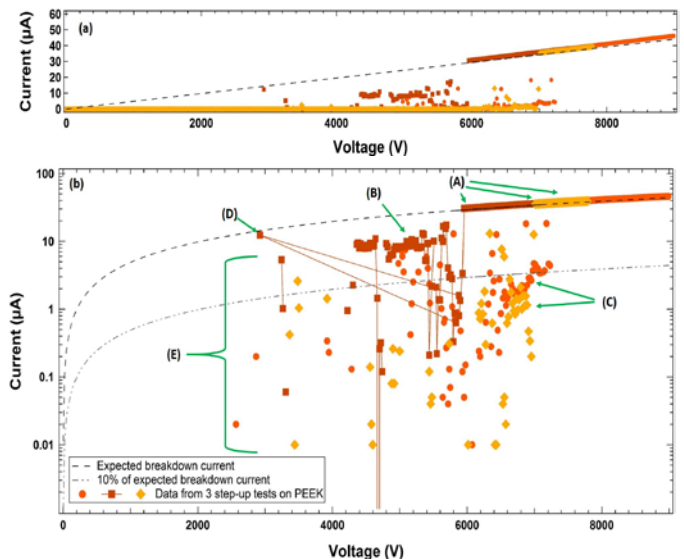 (a)
Current (µA)
60
50
40
30
20
10
0
0 2000 4000 6000 8000
Voltage (V)
(b)
(A)
(B)
(D)
(C)
(E)
Current (µA)
100
10
1
0.1
0.01
Expected breakdown current
10% of expected breakdown current
Data from 3 step-up tests on PEEK
0 2000 4000 6000 8000
Voltage (V)